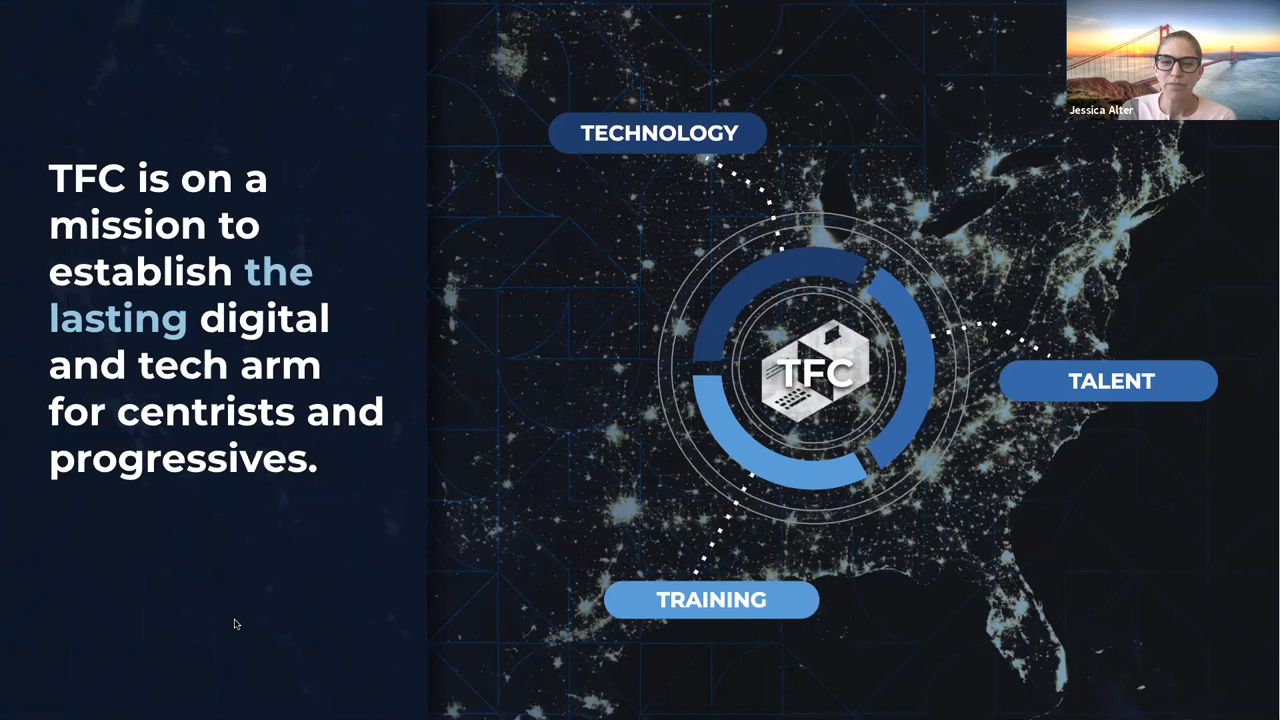 TFC is on a
mission to
establish the
lasting digital
and tech arm
for centrists and
progressives.
TECHNOLOGY
Jessica Alter
TFC
TALENT
TRAINING